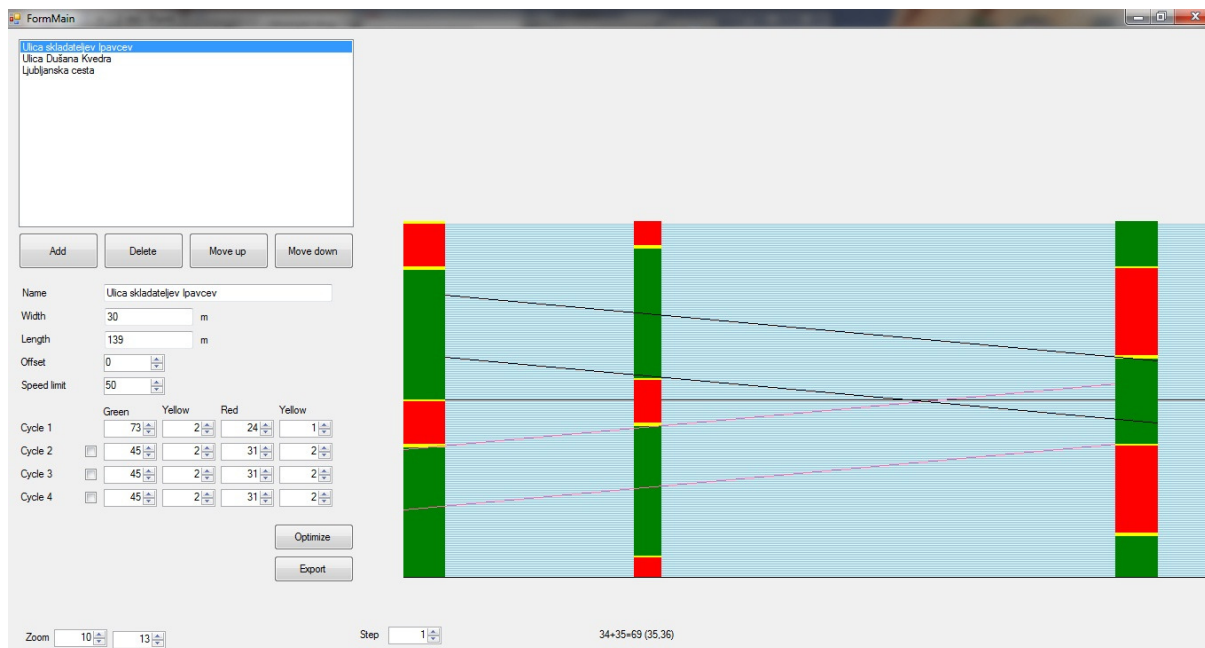 FormMain
Ulica skladateljev Ipavcev
Ulica Dušana Kvedra
Ljubljanska cesta
Add Delete Move up Move down
Name Ulica skladateljev Ipavcev
Width 30 m
Length 139 m
Offset 0
Speed limit 50
Green Yellow Red Yellow
Cycle 1 73 2 24 1
Cycle 2 45 2 31 2
Cycle 3 45 2 31 2
Cycle 4 45 2 31 2
Optimize
Export
Zoom 10 13 Step 1 34+35=69 (35,36)